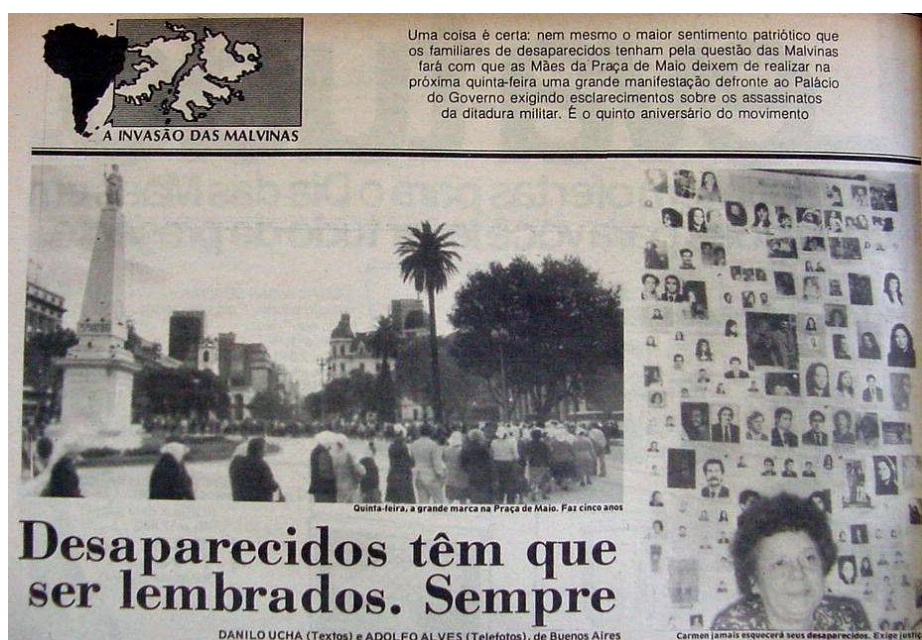 A INVASÃO DAS MALVINAS
Uma coisa é certa: nem mesmo o maior sentimento patriótico que
os familiares de desaparecidos tenham pela questão das Malvinas
fará com que as Mães da Praça de Maio deixem de realizar na
próxima quinta-feira uma grande manifestação defronte ao Palácio
do Governo exigindo esclarecimentos sobre os assassinatos
da ditadura militar. É o quinto aniversário do movimento
Quinta-feira, a grande marca na Praça de Maio. Faz cinco anos
Desaparecidos têm que
ser lembrados. Sempre
DANILO UCHA (Textos) e ADOLFO ALVES (Telefotos), de Buenos Aires
Carmen jamais esquecerá seus desaparecidos. Exige